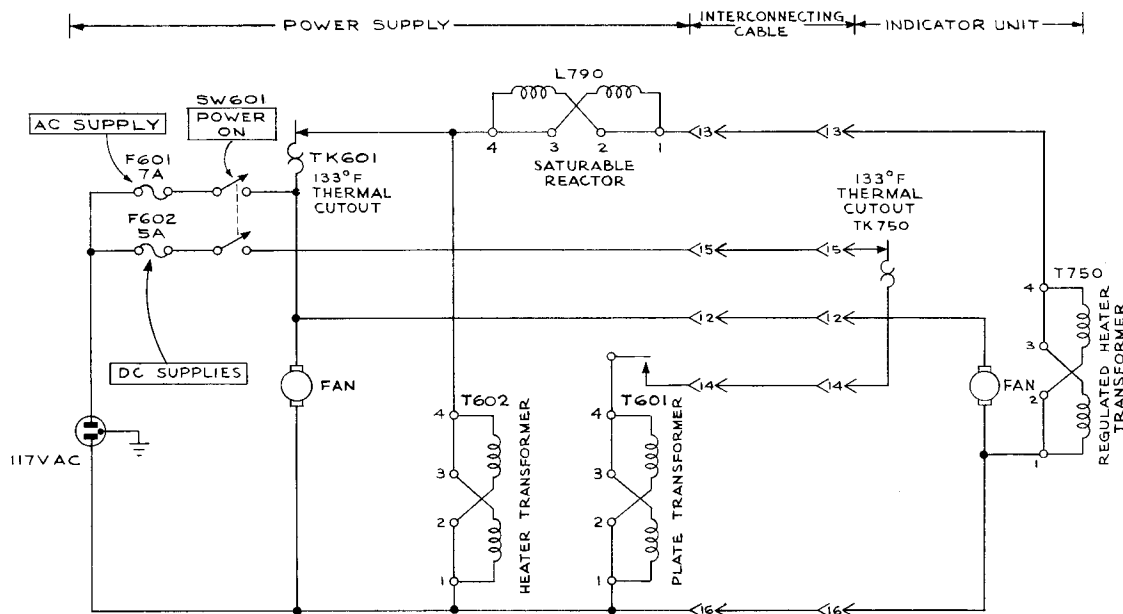 POWER SUPPLY
INTERCONNECTING
CABLE
INDICATOR UNIT
L790
4 3 2 1
SATURABLE
REACTOR
SW601
POWER
ON
AC SUPPLY
F601
7A
TK601
133°F
THERMAL
CUTOUT
13 13
133°F
THERMAL
CUTOUT
TK750
F602
5A
15 15
T750
4
3
2
1
REGULATED HEATER
TRANSFORMER
12 12
DC SUPPLIES
FAN
14 14
FAN
T602
4
3
2
1
HEATER TRANSFORMER
T601
4
3
2
1
PLATE TRANSFORMER
117V AC
16 16